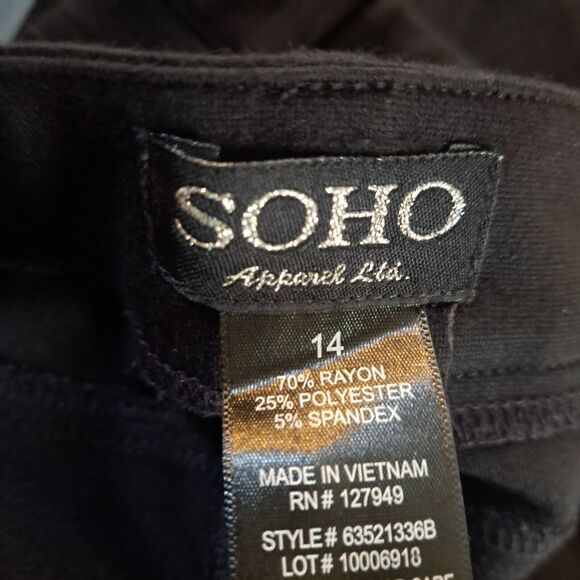 SOHO
Apparel Ltd.
14
70% RAYON
25% POLYESTER
5% SPANDEX
MADE IN VIETNAM
RN# 127949
STYLE# 63521336B
LOT# 10006918